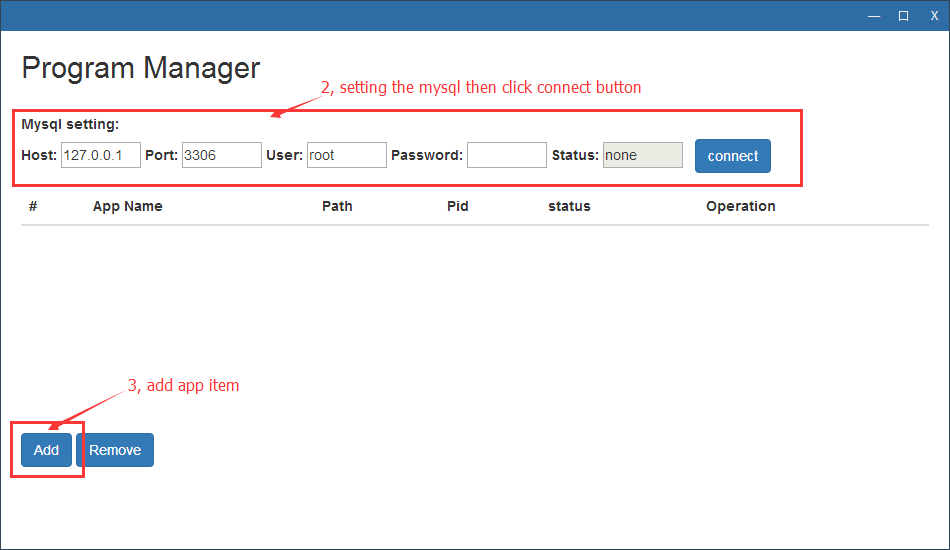 X
Program Manager
2, setting the mysql then click connect button
Mysql setting:
Host: 127.0.0.1 Port: 3306 User: root Password: Status: none connect
# App Name Path Pid status Operation
3, add app item
Add Remove